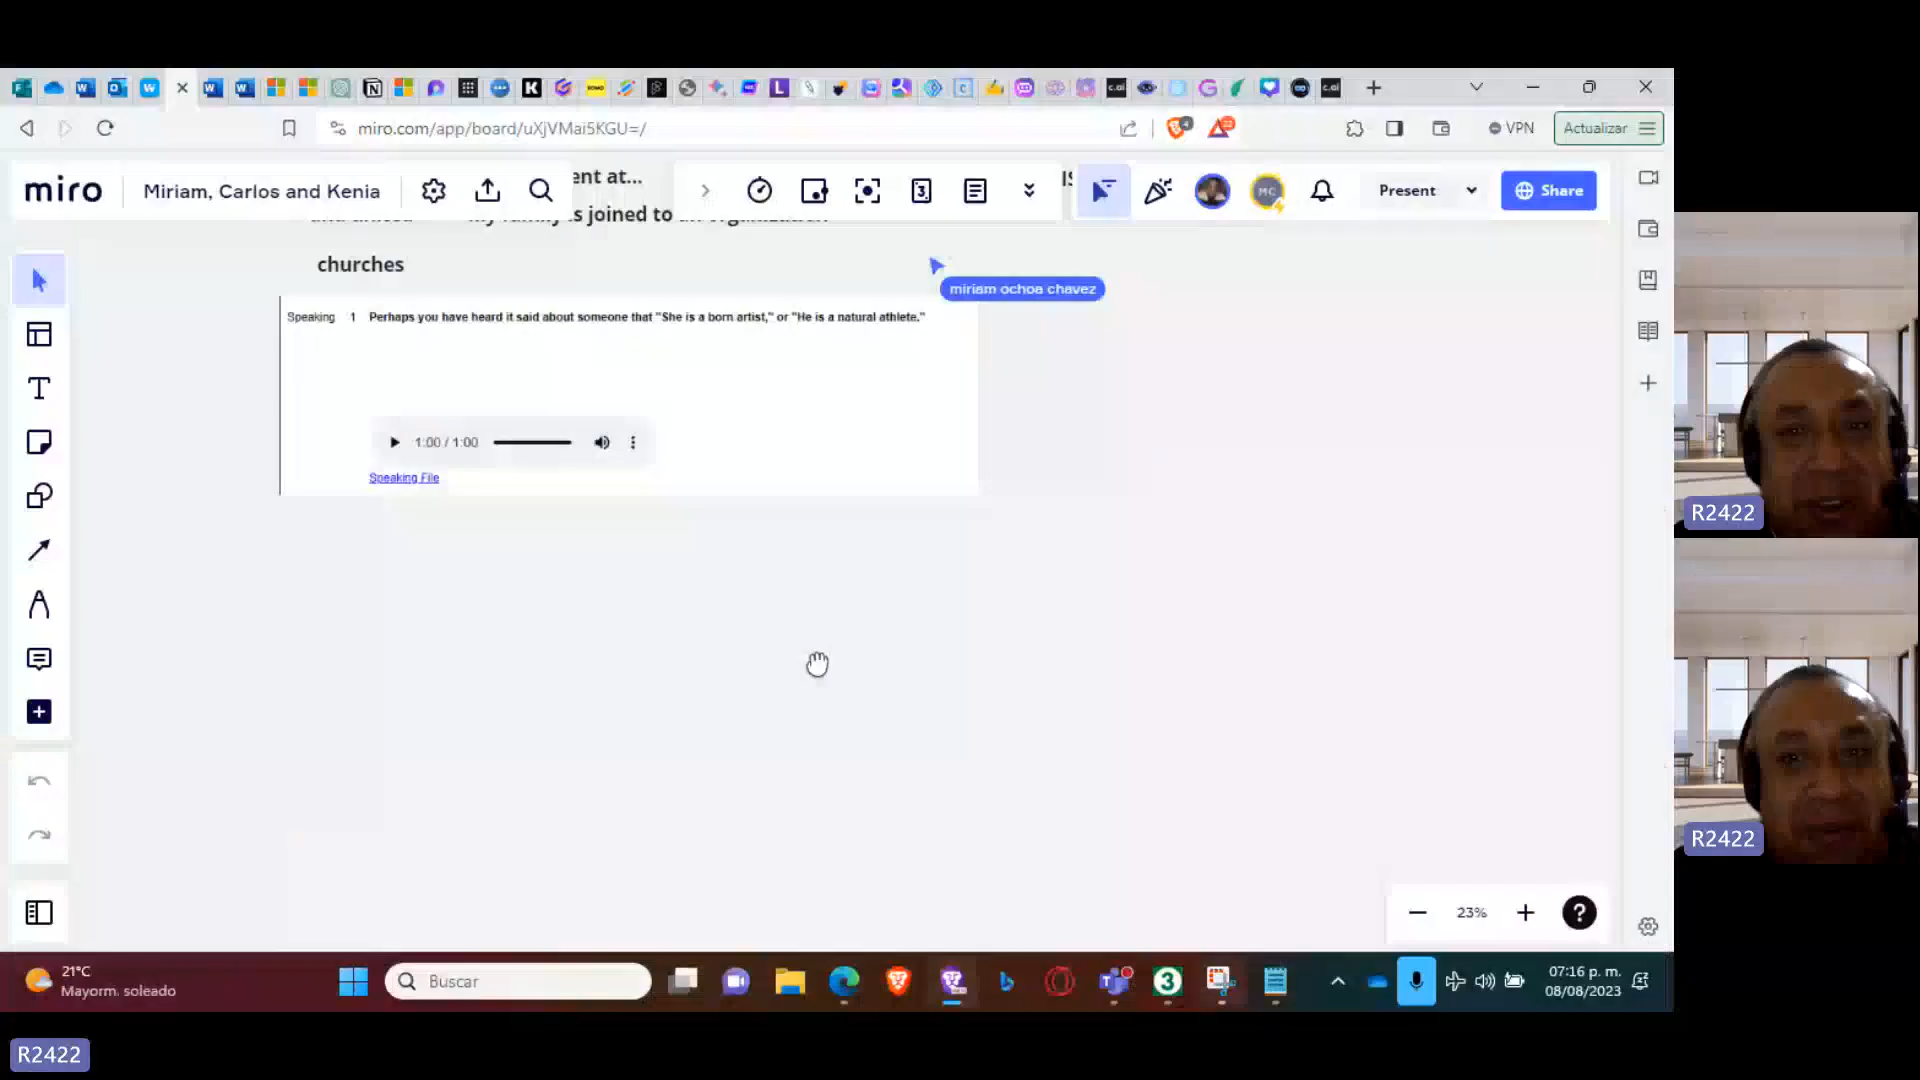 miro.com/app/board/uXjVMai5KGU=/
VPN
Actualizar
miro
Miriam, Carlos and Kenia
ent at...
Present
Share
joined to
churches
miriam ochoa chavez
Speaking 1 Perhaps you have heard it said about someone that "She is a born artist," or "He is a natural athlete."
1:00 / 1:00
Speaking File
R2422
R2422
23%
21°C
Mayorm. soleado
Buscar
07:16 p. m.
08/08/2023
R2422